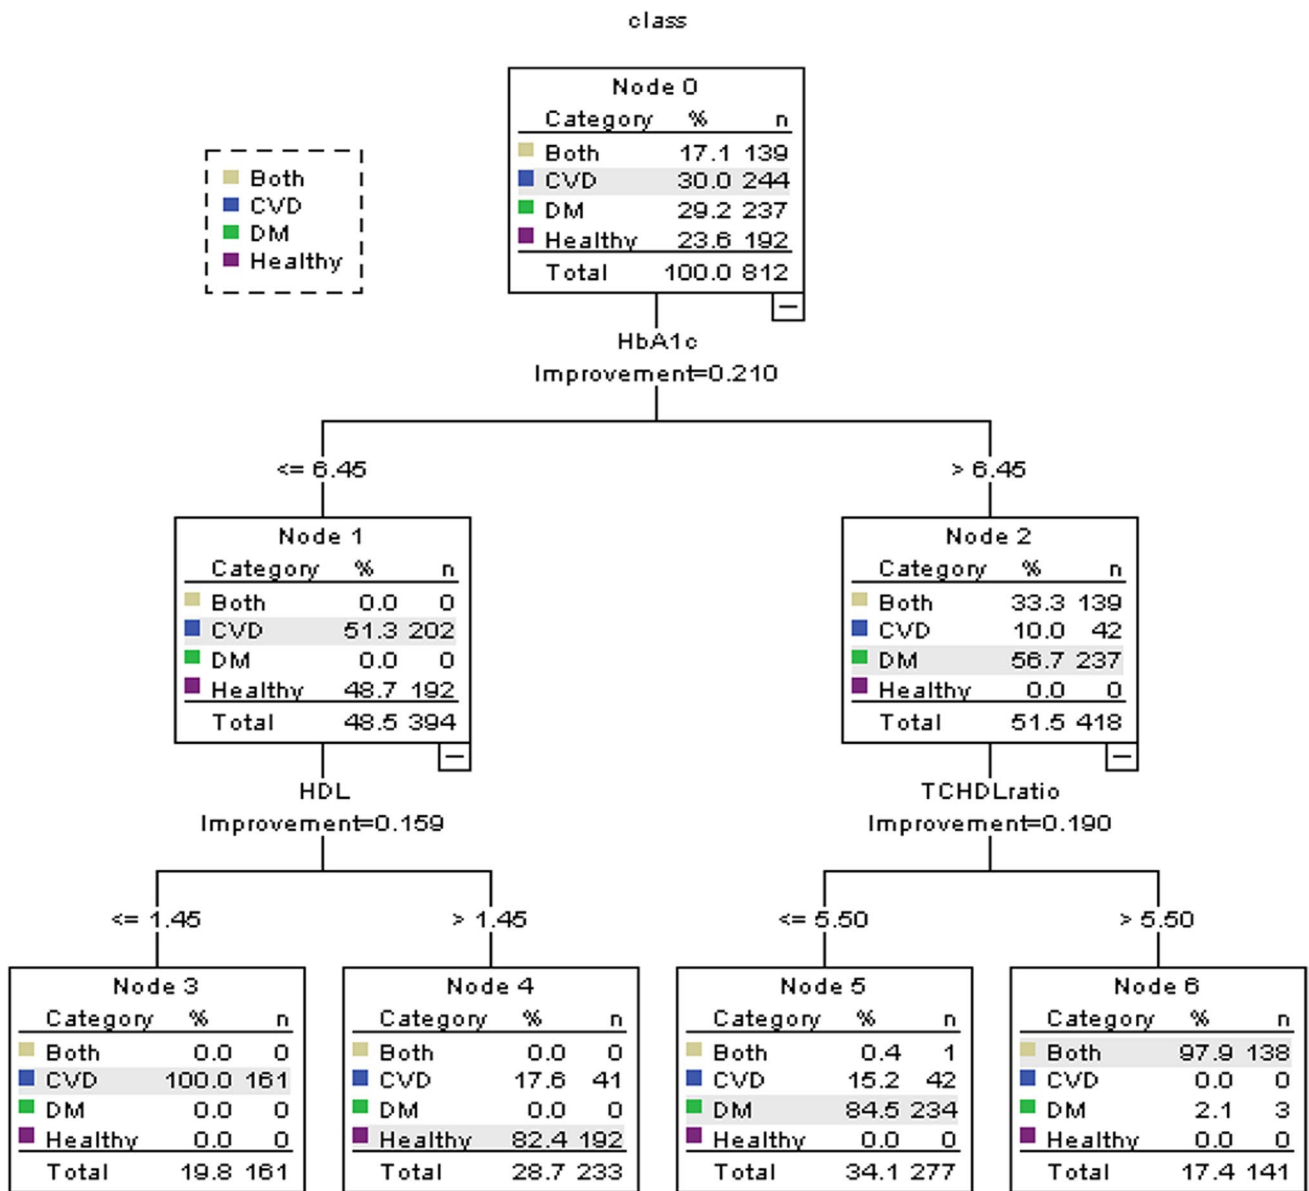 class
Node 0
Category % n
Both 17.1 139
CVD 30.0 244
DM 29.2 237
Healthy 23.6 192
Total 100.0 812
Both
CVD
DM
Healthy
HbA1c
Improvement=0.210
<= 6.45
> 6.45
Node 1
Category % n
Both 0.0 0
CVD 51.3 202
DM 0.0 0
Healthy 48.7 192
Total 48.5 394
Node 2
Category % n
Both 33.3 139
CVD 10.0 42
DM 56.7 237
Healthy 0.0 0
Total 51.5 418
HDL
Improvement=0.159
TCHDLratio
Improvement=0.190
<= 1.45
> 1.45
<= 5.50
> 5.50
Node 3
Category % n
Both 0.0 0
CVD 100.0 161
DM 0.0 0
Healthy 0.0 0
Total 19.8 161
Node 4
Category % n
Both 0.0 0
CVD 17.6 41
DM 0.0 0
Healthy 82.4 192
Total 28.7 233
Node 5
Category % n
Both 0.4 1
CVD 15.2 42
DM 84.5 234
Healthy 0.0 0
Total 34.1 277
Node 6
Category % n
Both 97.9 138
CVD 0.0 0
DM 2.1 3
Healthy 0.0 0
Total 17.4 141